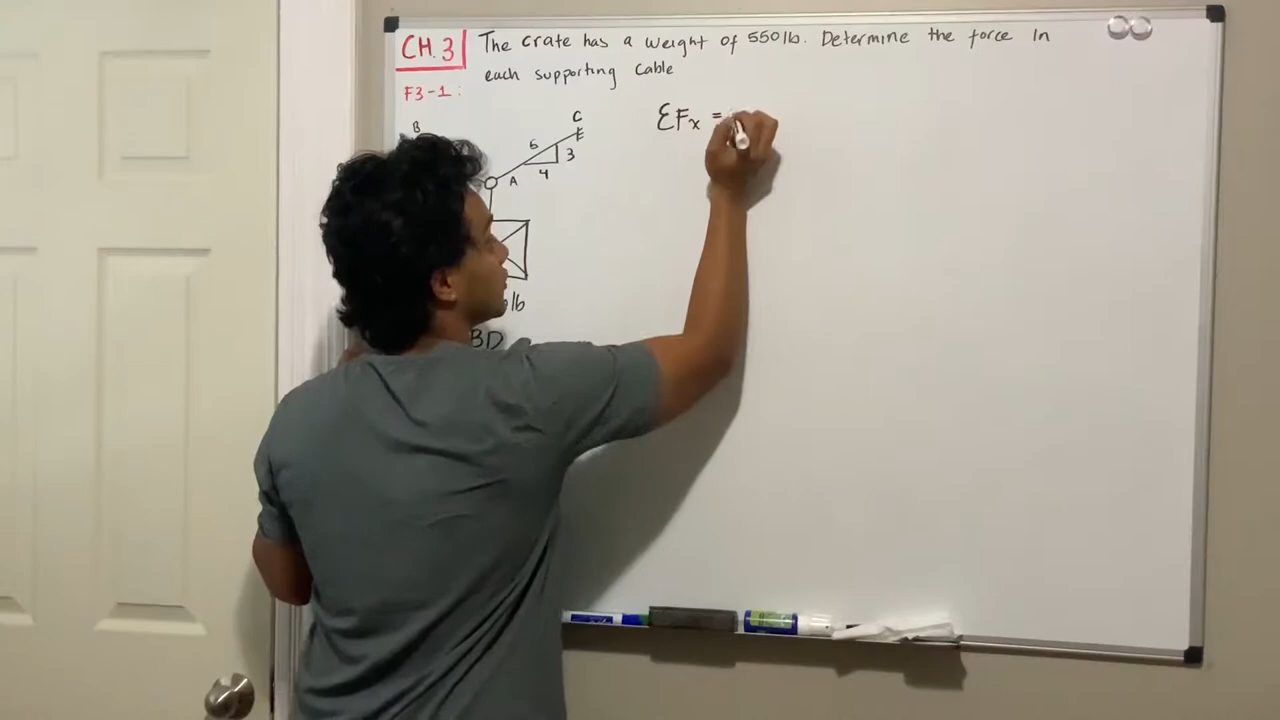 CH.3
The crate has a weight of 550lb. Determine the force in
each supporting cable
F3-1:
B
C
5
3
4
A
ΣFx =
lb
BD